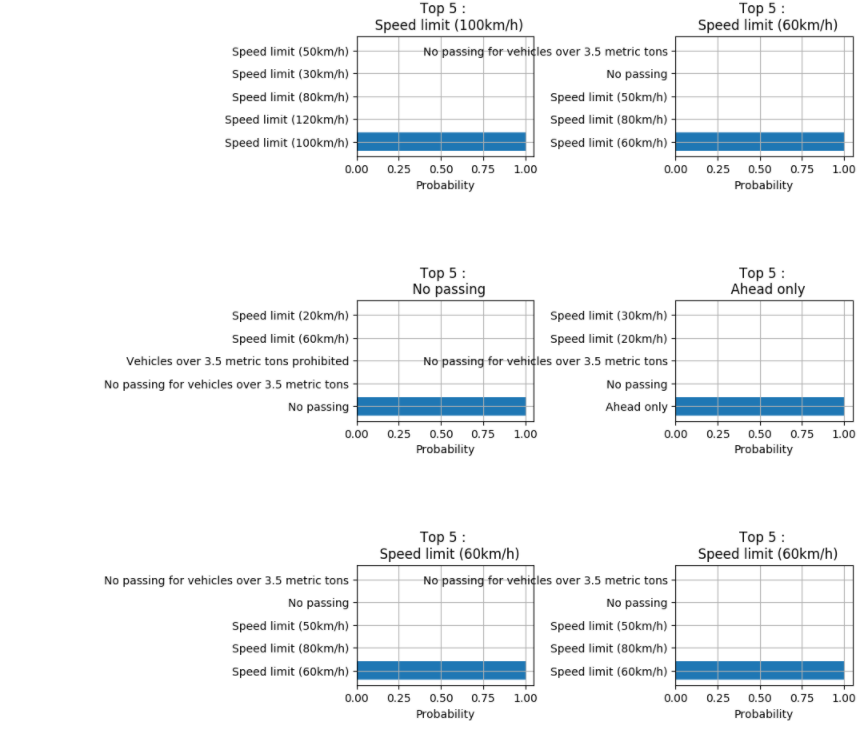 Top 5 :
Speed limit (100km/h)
Speed limit (50km/h)
Speed limit (30km/h)
Speed limit (80km/h)
Speed limit (120km/h)
Speed limit (100km/h)
0.00 0.25 0.50 0.75 1.00
Probability
Top 5 :
Speed limit (60km/h)
No passing for vehicles over 3.5 metric tons
No passing
Speed limit (50km/h)
Speed limit (80km/h)
Speed limit (60km/h)
0.00 0.25 0.50 0.75 1.00
Probability
Top 5 :
No passing
Speed limit (20km/h)
Speed limit (60km/h)
Vehicles over 3.5 metric tons prohibited
No passing for vehicles over 3.5 metric tons
No passing
0.00 0.25 0.50 0.75 1.00
Probability
Top 5 :
Ahead only
Speed limit (30km/h)
Speed limit (20km/h)
No passing for vehicles over 3.5 metric tons
No passing
Ahead only
0.00 0.25 0.50 0.75 1.00
Probability
Top 5 :
Speed limit (60km/h)
No passing for vehicles over 3.5 metric tons
No passing
Speed limit (50km/h)
Speed limit (80km/h)
Speed limit (60km/h)
0.00 0.25 0.50 0.75 1.00
Probability
Top 5 :
Speed limit (60km/h)
No passing for vehicles over 3.5 metric tons
No passing
Speed limit (50km/h)
Speed limit (80km/h)
Speed limit (60km/h)
0.00 0.25 0.50 0.75 1.00
Probability